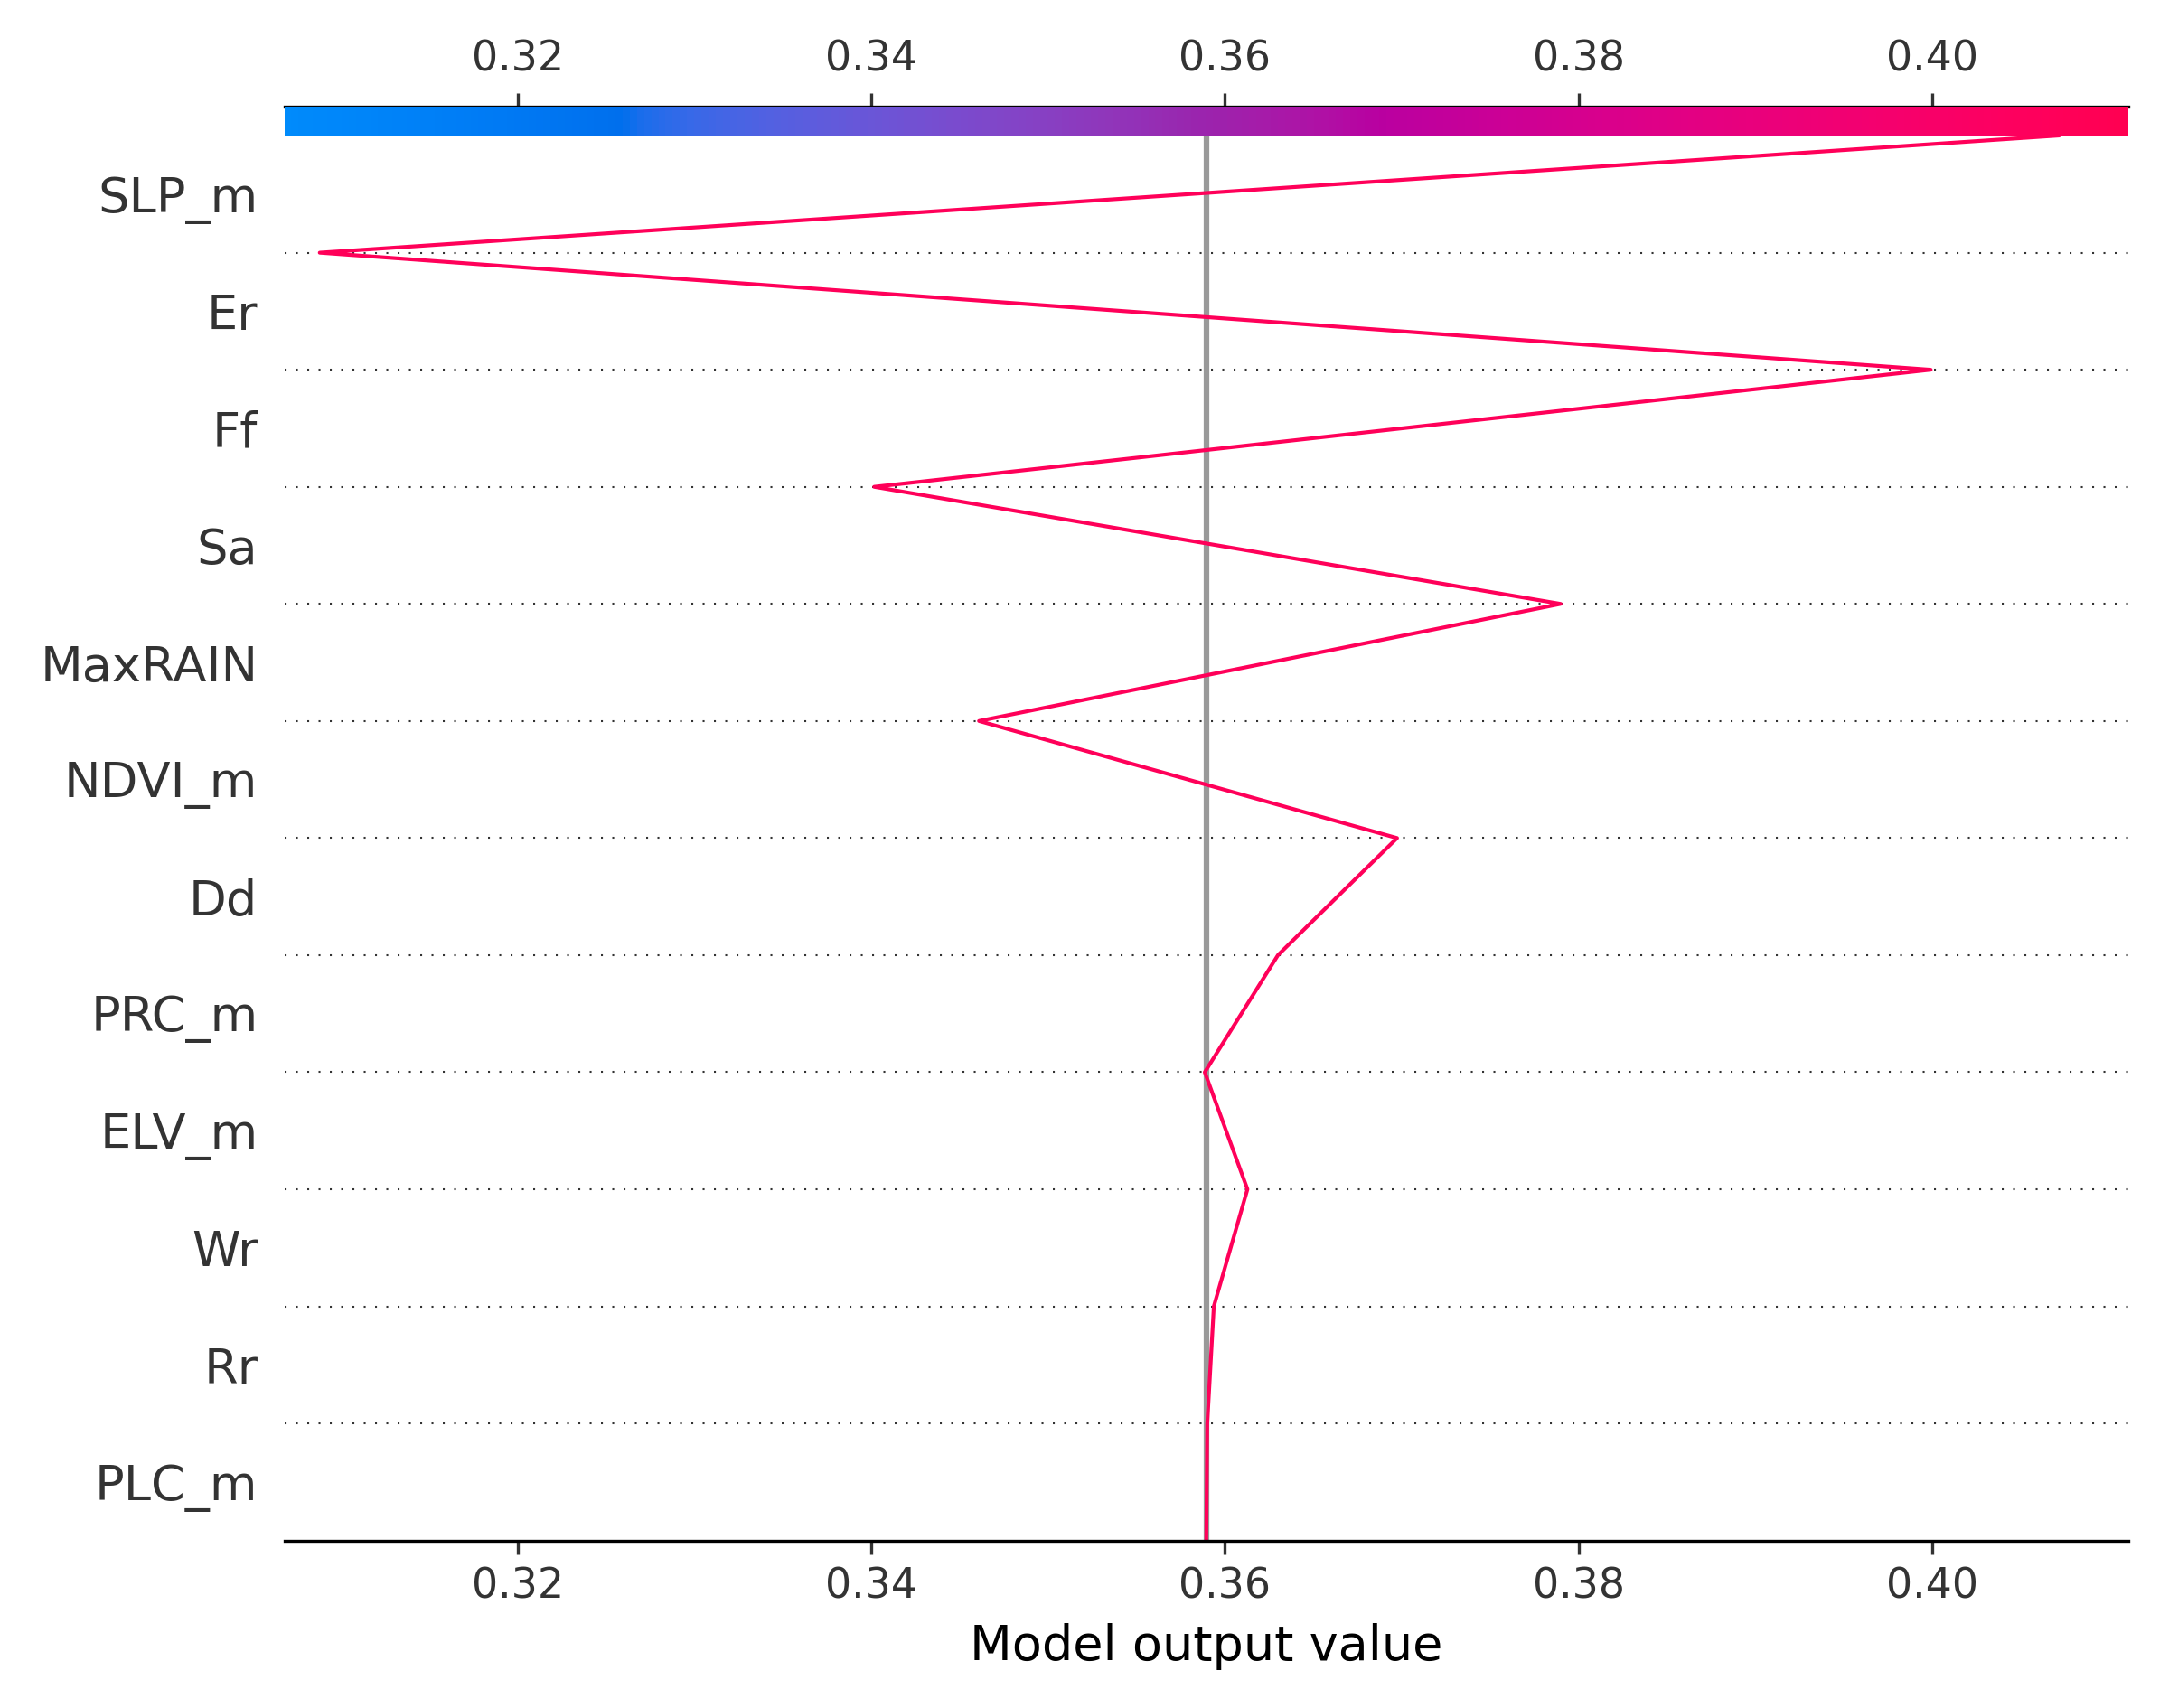 0.32 0.34 0.36 0.38 0.40
SLP_m
Er
Ff
Sa
MaxRAIN
NDVI_m
Dd
PRC_m
ELV_m
Wr
Rr
PLC_m
0.32 0.34 0.36 0.38 0.40
Model output value